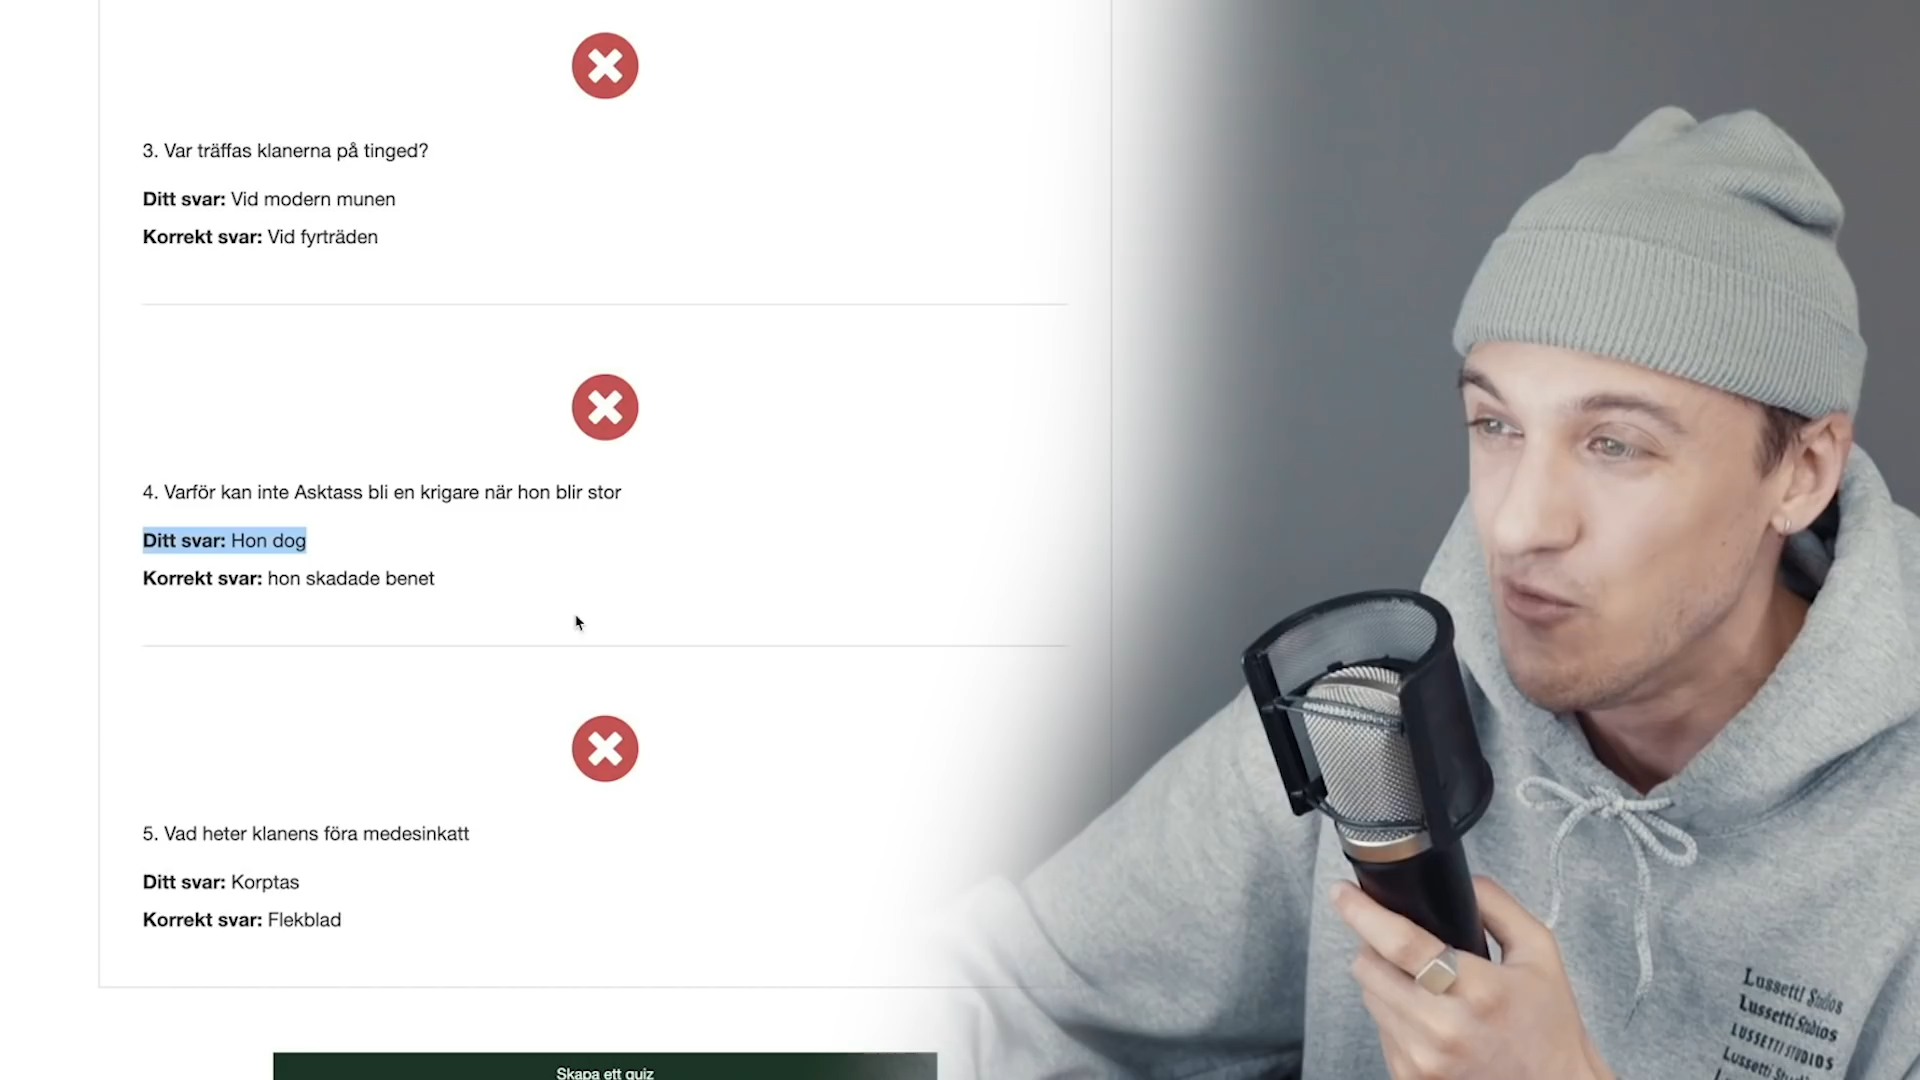 3. Var träffas klanerna på tinged?
Ditt svar: Vid modern munen
Korrekt svar: Vid fyrträden
4. Varför kan inte Asktass bli en krigare när hon blir stor
Ditt svar: Hon dog
Korrekt svar: hon skadade benet
5. Vad heter klanens föra medesinkatt
Ditt svar: Korptas
Korrekt svar: Flekblad
Skapa ett quiz
Lussetti Studios
Lussetti Studios
LUSSETTI STUDIOS
Lussetti